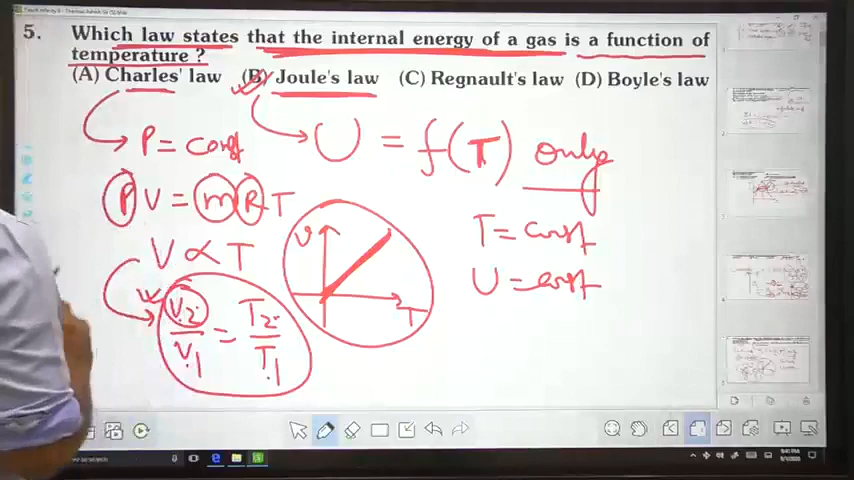 5. Which law states that the internal energy of a gas is a function of
temperature ?
(A) Charles' law (B) Joule's law (C) Regnault's law (D) Boyle's law
P = const
U = f(T) only
PV = mRT
V ∝ T
T = const
U = const
V2/V1 = T2/T1
V
T